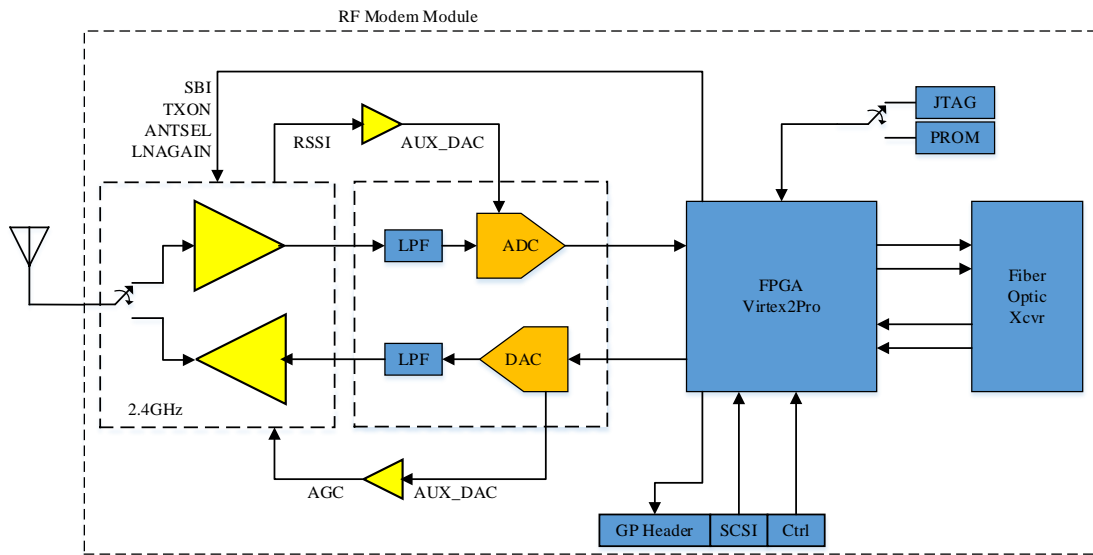 RF Modem Module
SBI
TXON
ANTSEL
LNAGAIN
RSSI
AUX_DAC
JTAG
PROM
LPF
ADC
FPGA
Virtex2Pro
Fiber
Optic
Xcvr
LPF
DAC
2.4GHz
AGC
AUX_DAC
GP Header
SCSI
Ctrl